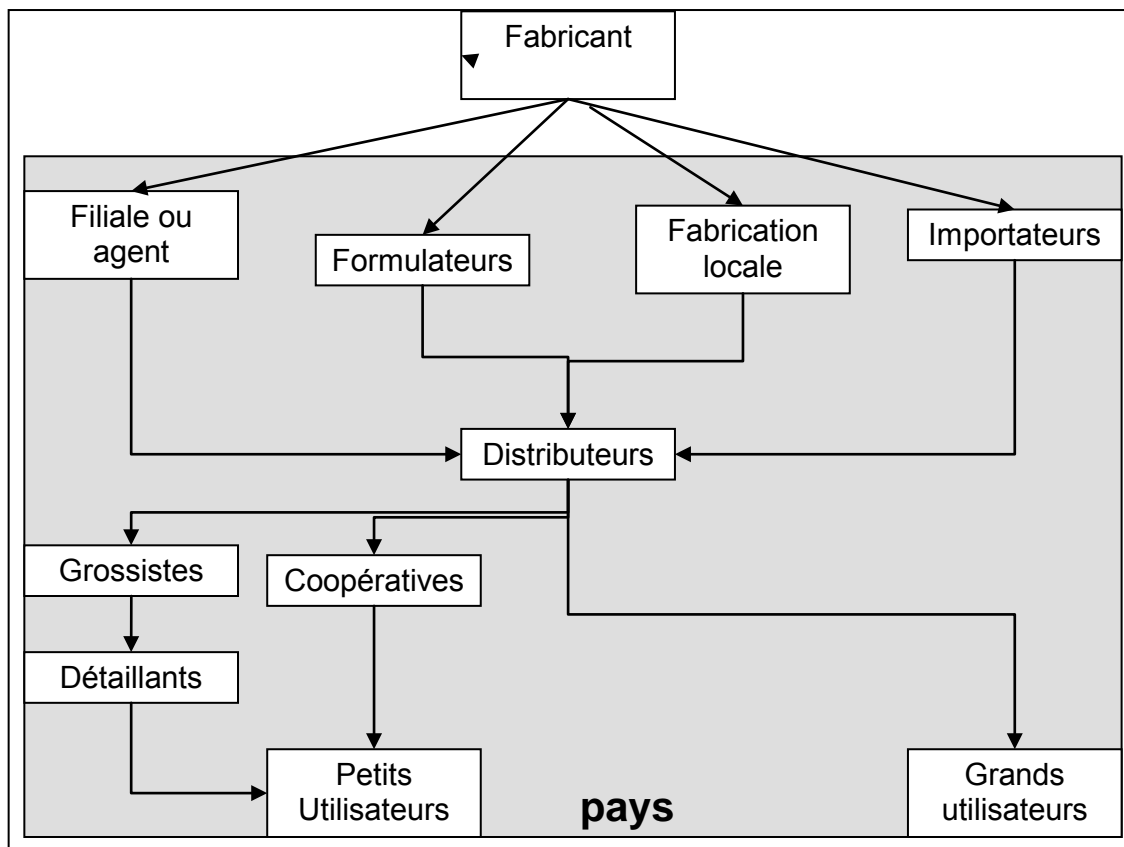 Fabricant
Filiale ou
agent
Formulateurs
Fabrication
locale
Importateurs
Distributeurs
Grossistes
Coopératives
Détaillants
Petits
Utilisateurs
pays
Grands
utilisateurs